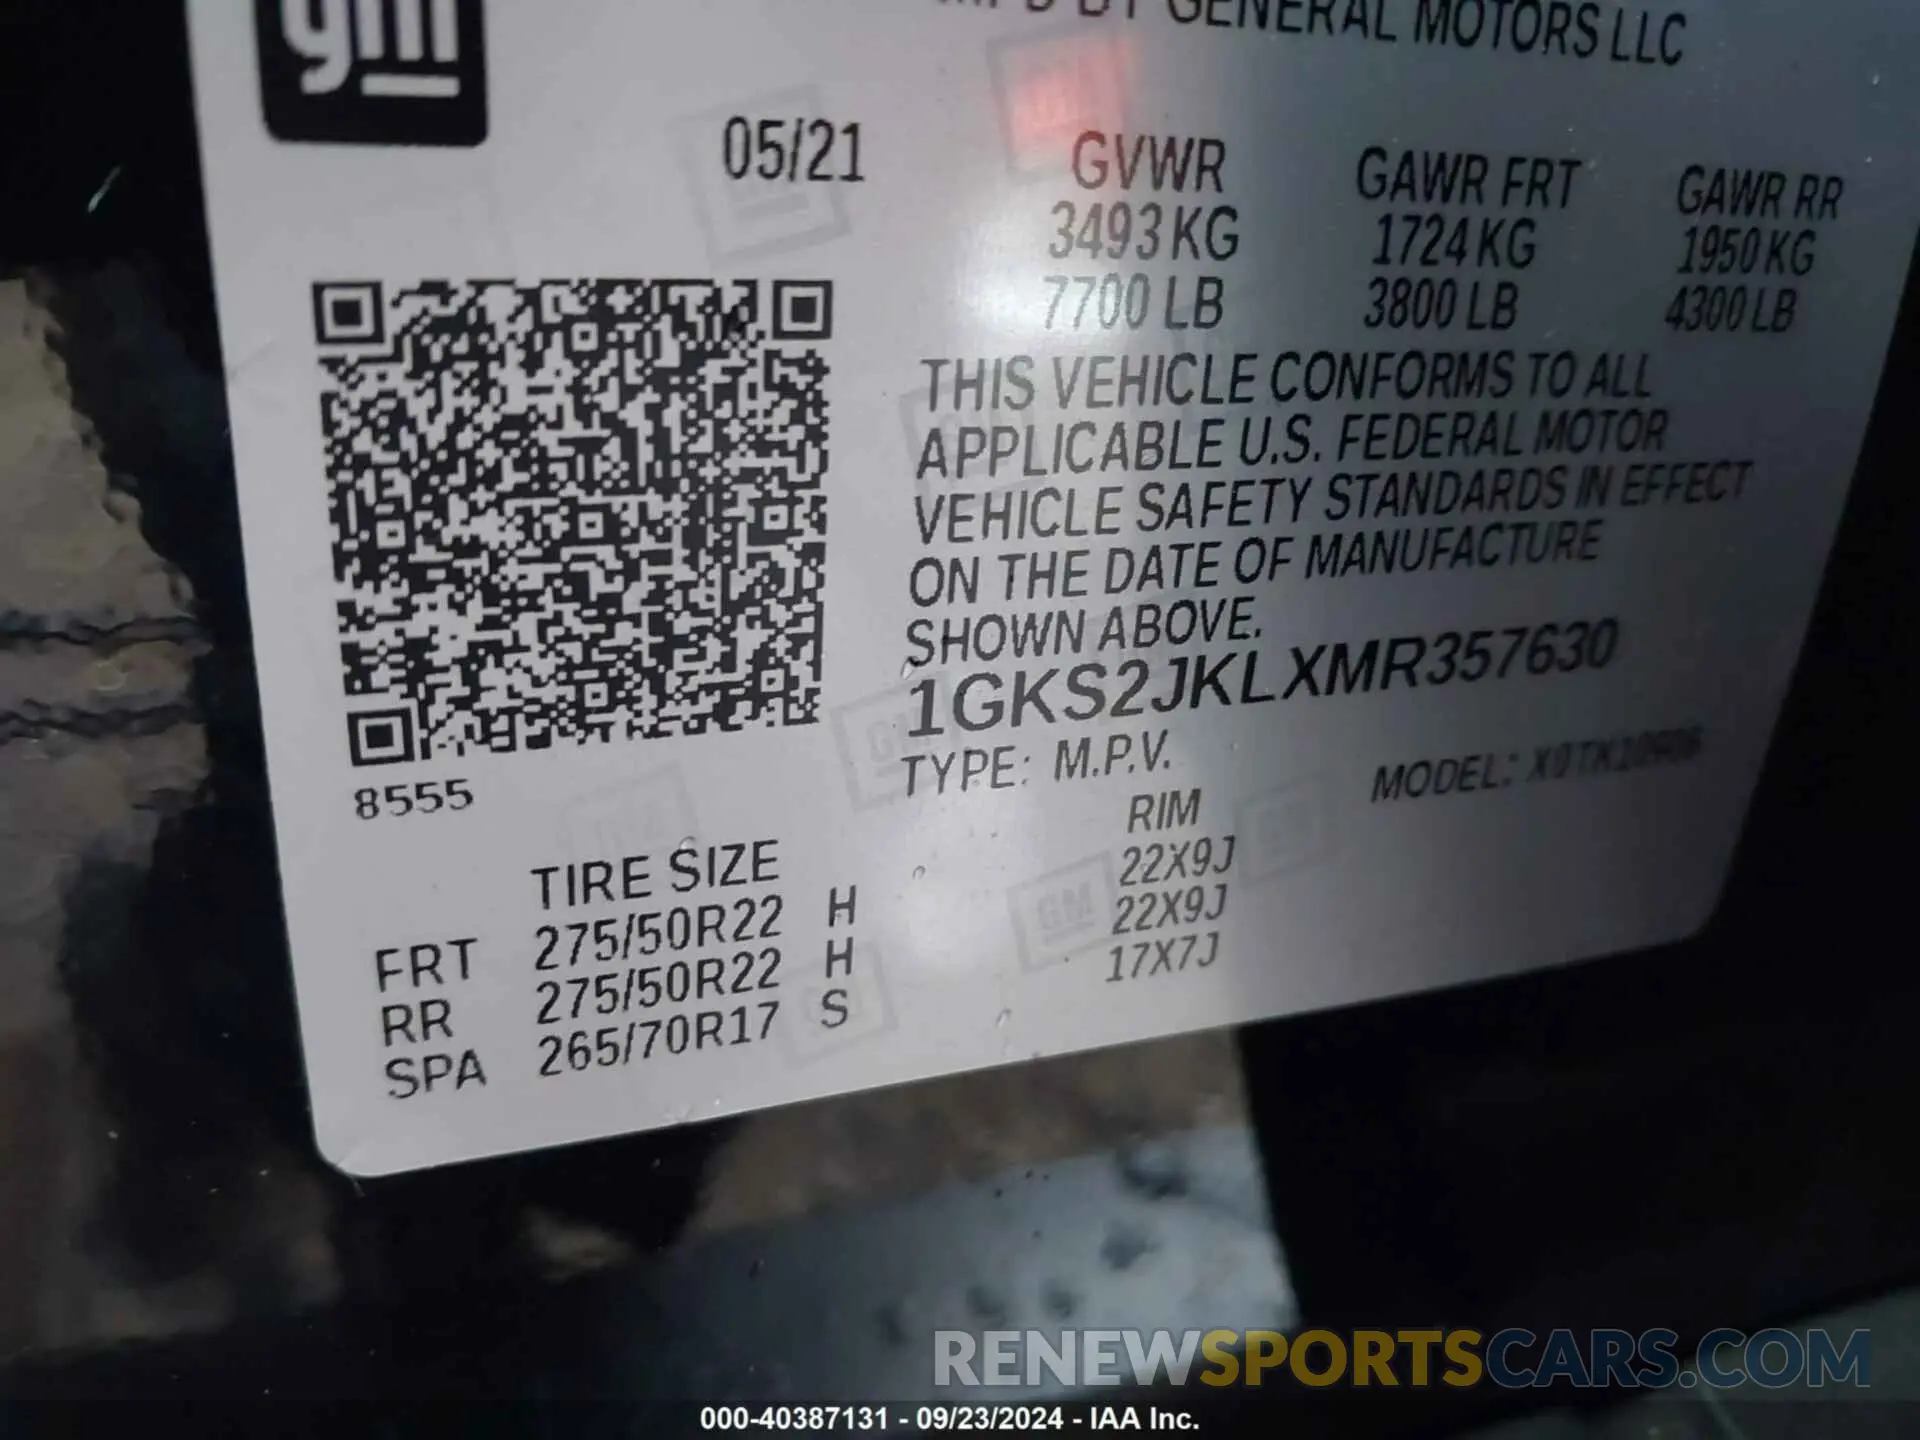 gm
GENERAL MOTORS LLC
05/21
GVWR GAWR FRT GAWR RR
3493 KG 1724 KG 1950 KG
7700 LB 3800 LB 4300 LB
THIS VEHICLE CONFORMS TO ALL
APPLICABLE U.S. FEDERAL MOTOR
VEHICLE SAFETY STANDARDS IN EFFECT
ON THE DATE OF MANUFACTURE
SHOWN ABOVE.
1GKS2JKLXMR357630
TYPE: M.P.V. MODEL:
8555
TIRE SIZE RIM
FRT 275/50R22 H 22X9J
RR 275/50R22 H 22X9J
SPA 265/70R17 S 17X7J
RENEWSPORTSCARS.COM
000-40387131 - 09/23/2024 - IAA Inc.